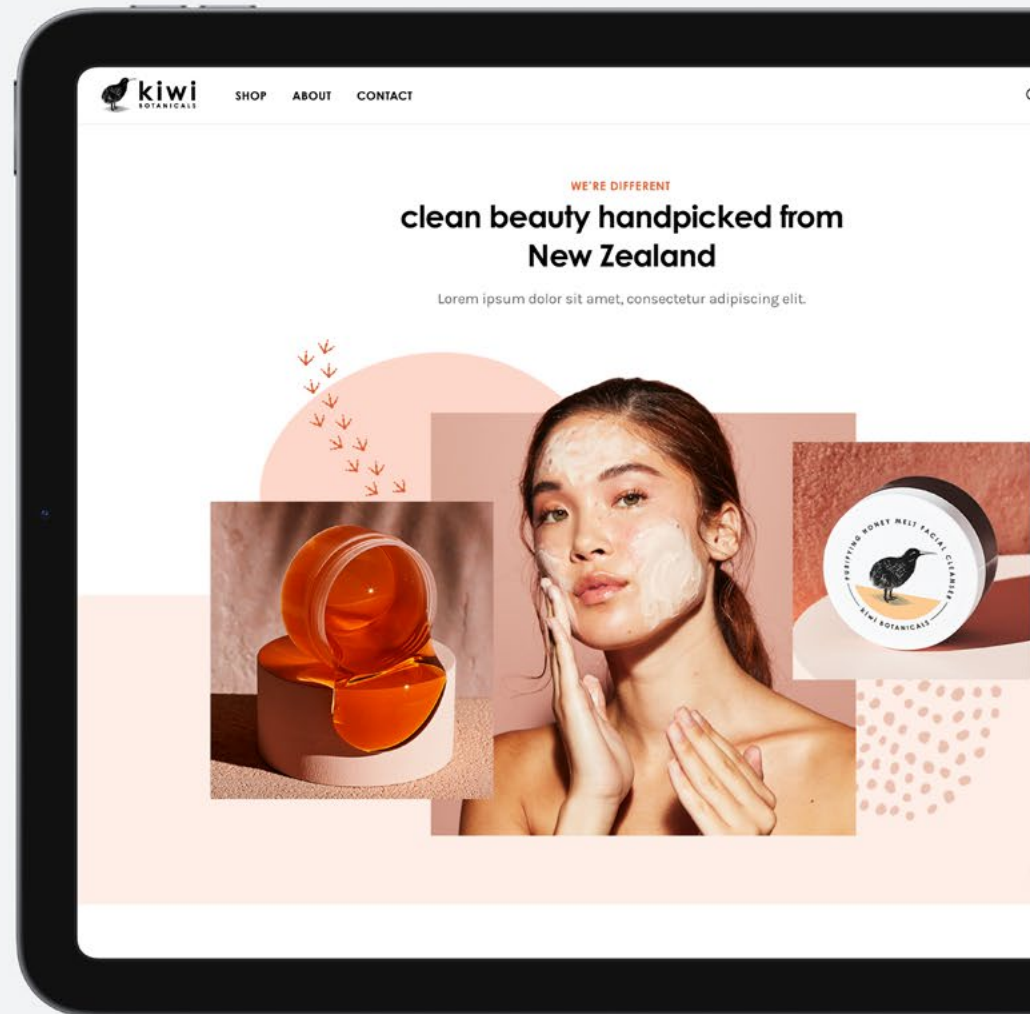 kiwi
BOTANICALS
SHOP ABOUT CONTACT
WE'RE DIFFERENT
clean beauty handpicked from
New Zealand
Lorem ipsum dolor sit amet, consectetur adipiscing elit.
PURIFYING HONEY MELT FACIAL CLEANSER
kiwi BOTANICALS